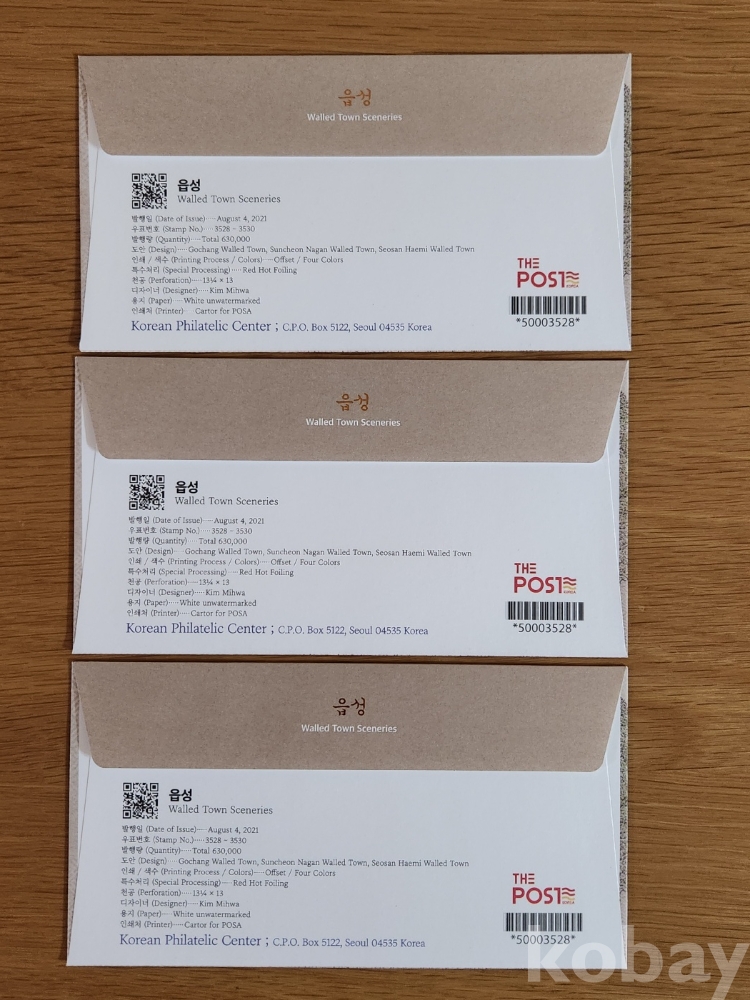 읍성
Walled Town Sceneries
읍성
Walled Town Sceneries
발행일 (Date of Issue)····August 4, 2021
우표번호 (Stamp No.)····3528 ~ 3530
발행량 (Quantity)····Total 630,000
도안 (Design)····Gochang Walled Town, Suncheon Nagan Walled Town, Seosan Haemi Walled Town
인쇄 / 색수 (Printing Process / Colors)····Offset / Four Colors
특수처리 (Special Processing)····Red Hot Foiling
천공 (Perforation)····13¼ × 13
디자이너 (Designer)····Kim Mihwa
용지 (Paper)····White unwatermarked
인쇄처 (Printer)····Cartor for POSA
Korean Philatelic Center ; C.P.O. Box 5122, Seoul 04535 Korea
THE
POST
KOREA
*50003528*
읍성
Walled Town Sceneries
읍성
Walled Town Sceneries
발행일 (Date of Issue)····August 4, 2021
우표번호 (Stamp No.)····3528 ~ 3530
발행량 (Quantity)····Total 630,000
도안 (Design)····Gochang Walled Town, Suncheon Nagan Walled Town, Seosan Haemi Walled Town
인쇄 / 색수 (Printing Process / Colors)····Offset / Four Colors
특수처리 (Special Processing)····Red Hot Foiling
천공 (Perforation)····13¼ × 13
디자이너 (Designer)····Kim Mihwa
용지 (Paper)····White unwatermarked
인쇄처 (Printer)····Cartor for POSA
Korean Philatelic Center ; C.P.O. Box 5122, Seoul 04535 Korea
THE
POST
KOREA
*50003528*
읍성
Walled Town Sceneries
읍성
Walled Town Sceneries
발행일 (Date of Issue)····August 4, 2021
우표번호 (Stamp No.)····3528 ~ 3530
발행량 (Quantity)····Total 630,000
도안 (Design)····Gochang Walled Town, Suncheon Nagan Walled Town, Seosan Haemi Walled Town
인쇄 / 색수 (Printing Process / Colors)····Offset / Four Colors
특수처리 (Special Processing)····Red Hot Foiling
천공 (Perforation)····13¼ × 13
디자이너 (Designer)····Kim Mihwa
용지 (Paper)····White unwatermarked
인쇄처 (Printer)····Cartor for POSA
Korean Philatelic Center ; C.P.O. Box 5122, Seoul 04535 Korea
THE
POST
KOREA
*50003528*
kobay